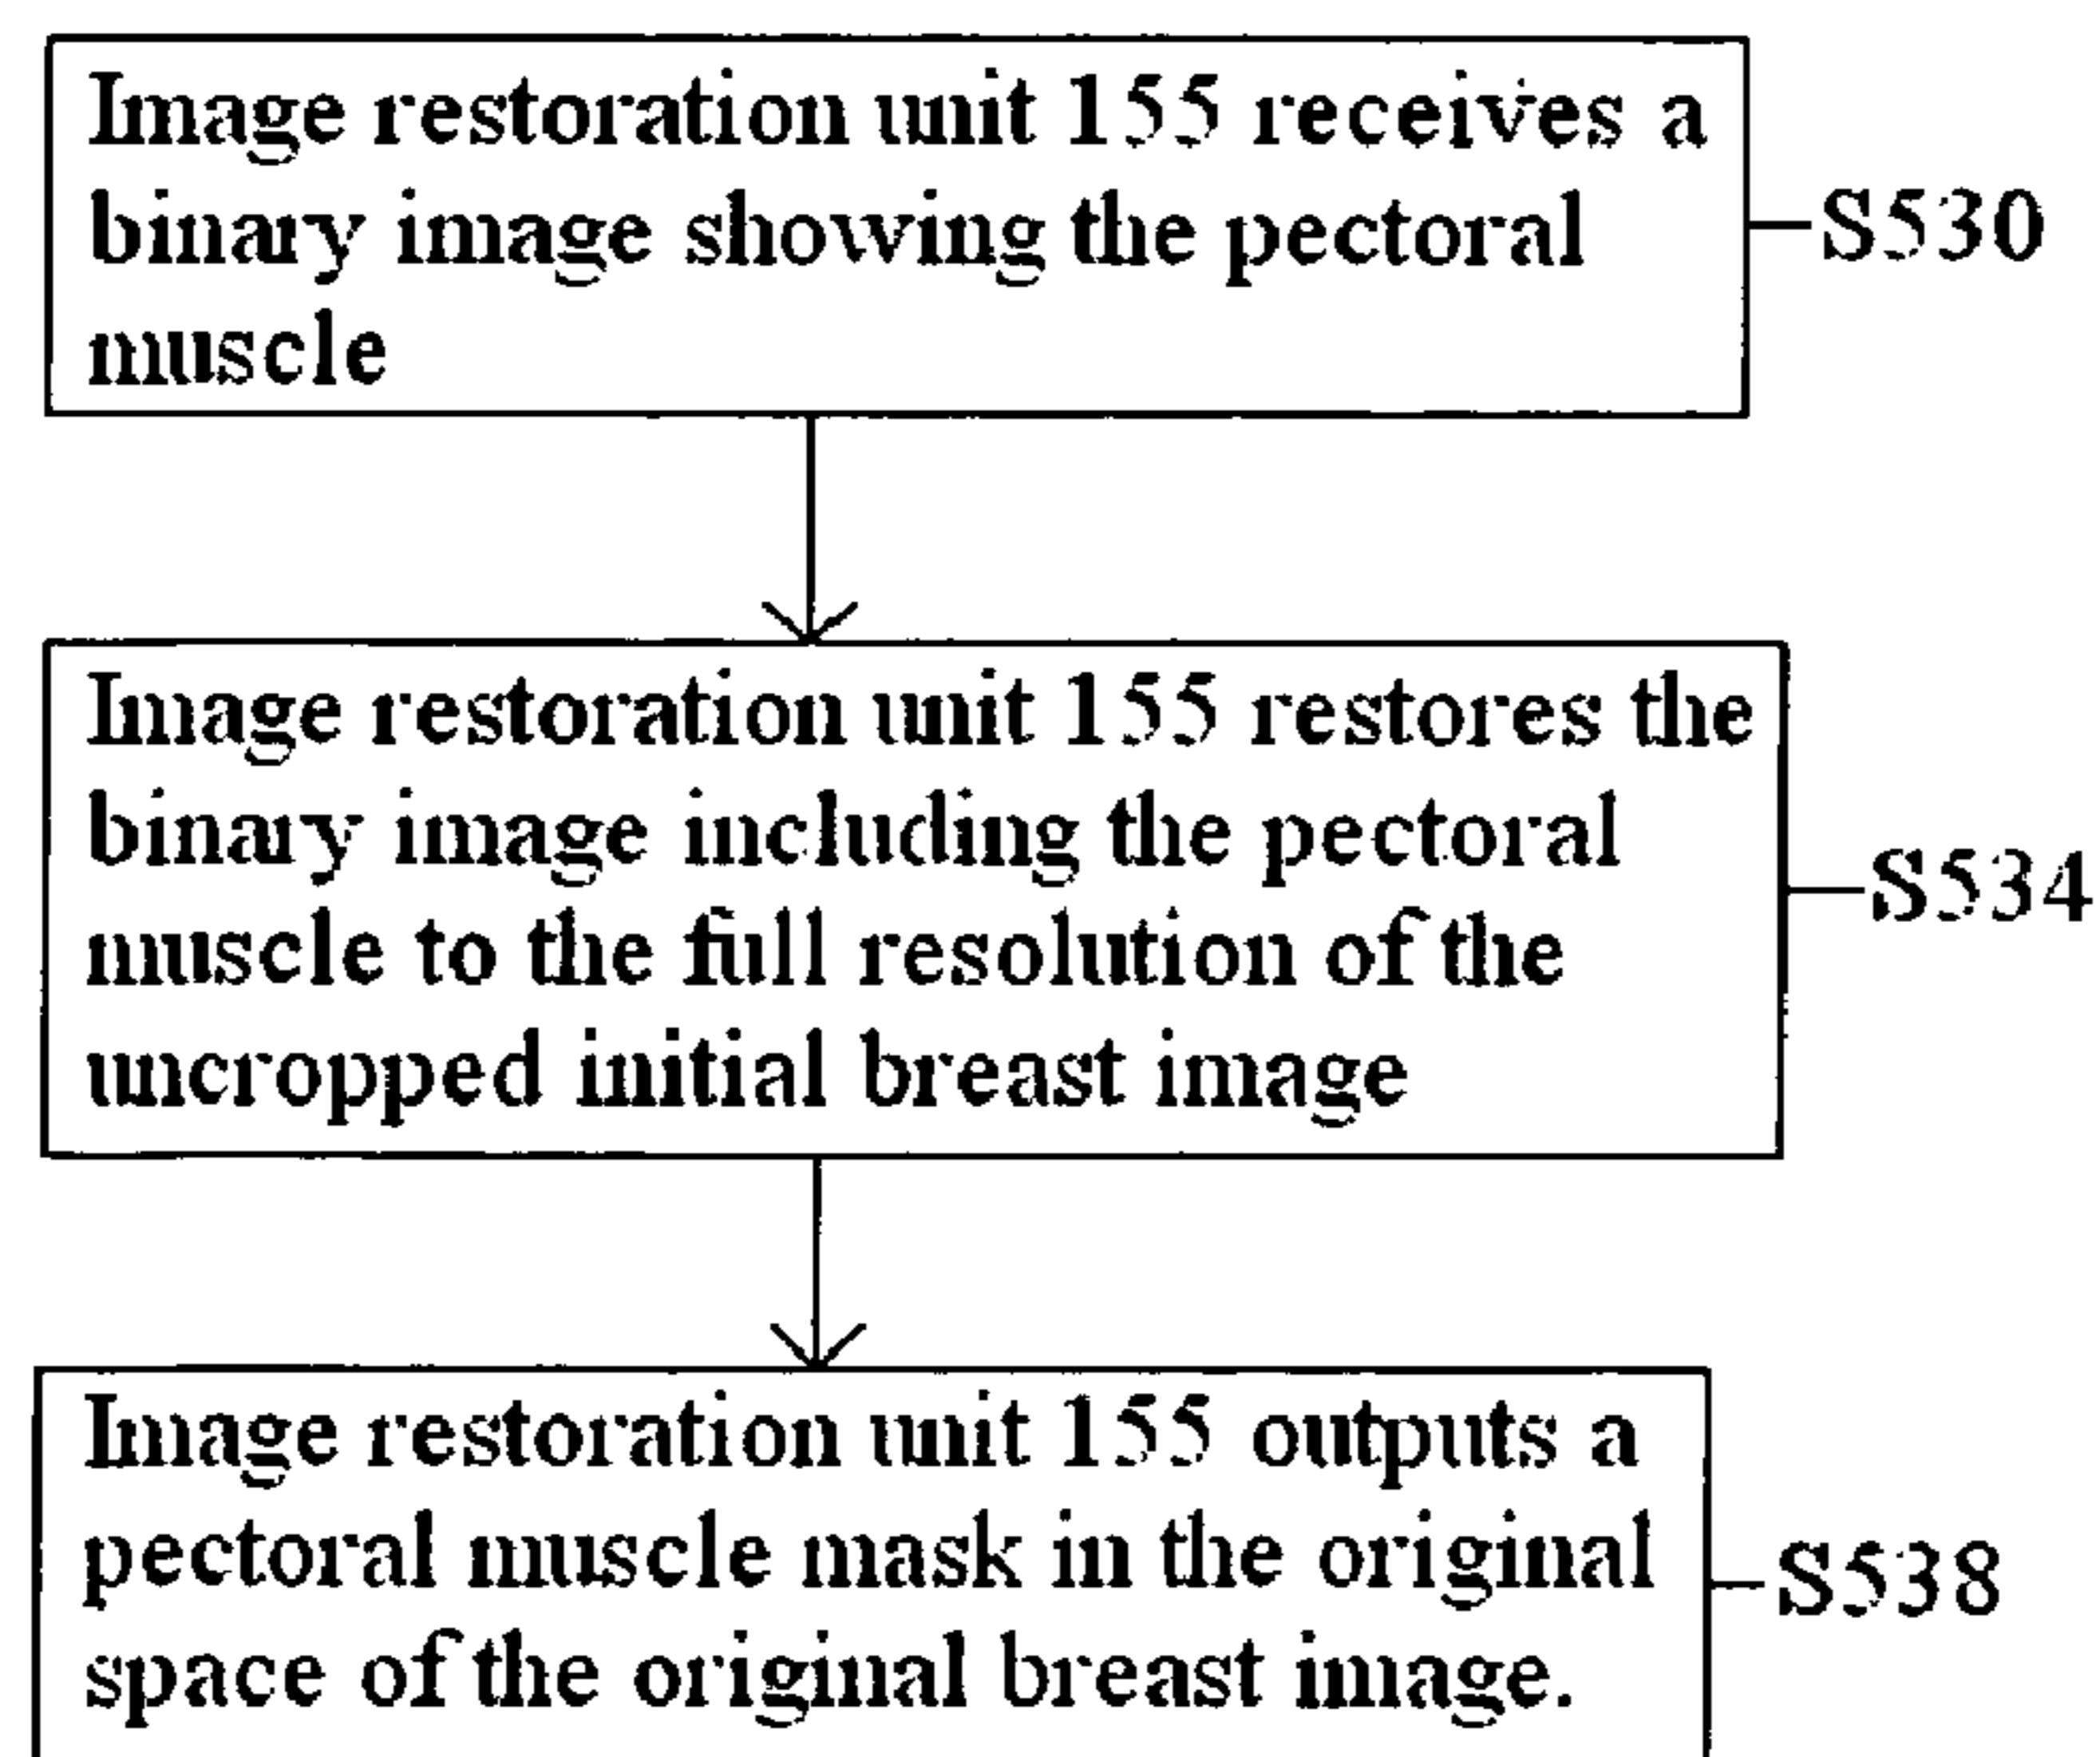 Image restoration unit 155 receives a
binary image showing the pectoral
muscle
S530
Image restoration unit 155 restores the
binary image including the pectoral
muscle to the full resolution of the
uncropped initial breast image
S534
Image restoration unit 155 outputs a
pectoral muscle mask in the original
space of the original breast image.
S538